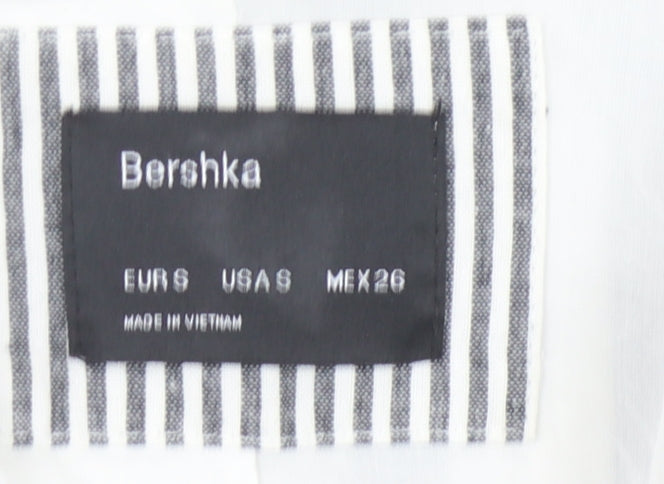 Bershka
EUR S USA S MEX 26
MADE IN VIETNAM